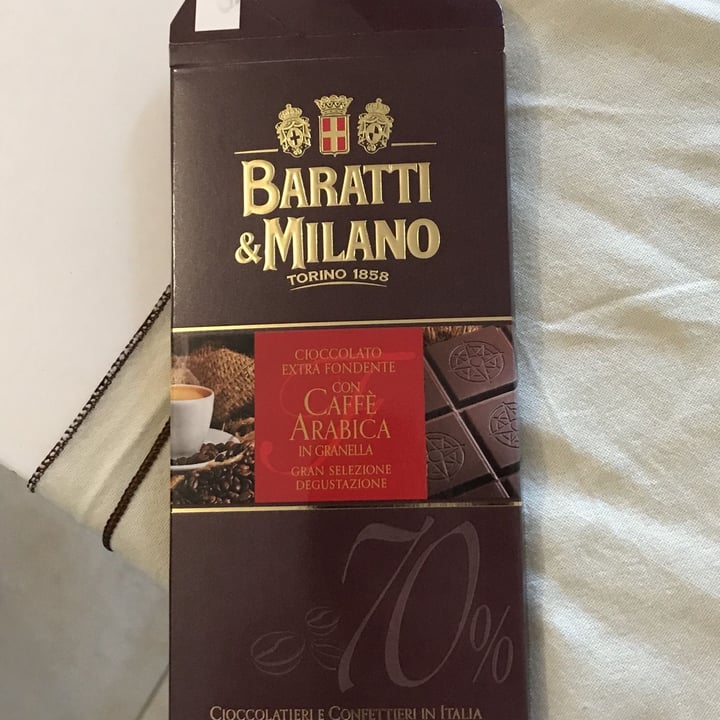 BARATTI
& MILANO
TORINO 1858
CIOCCOLATO
EXTRA FONDENTE
CON
CAFFÈ
ARABICA
IN GRANELLA
GRAN SELEZIONE
DEGUSTAZIONE
70%
CIOCCOLATIERI E CONFETTIERI IN ITALIA